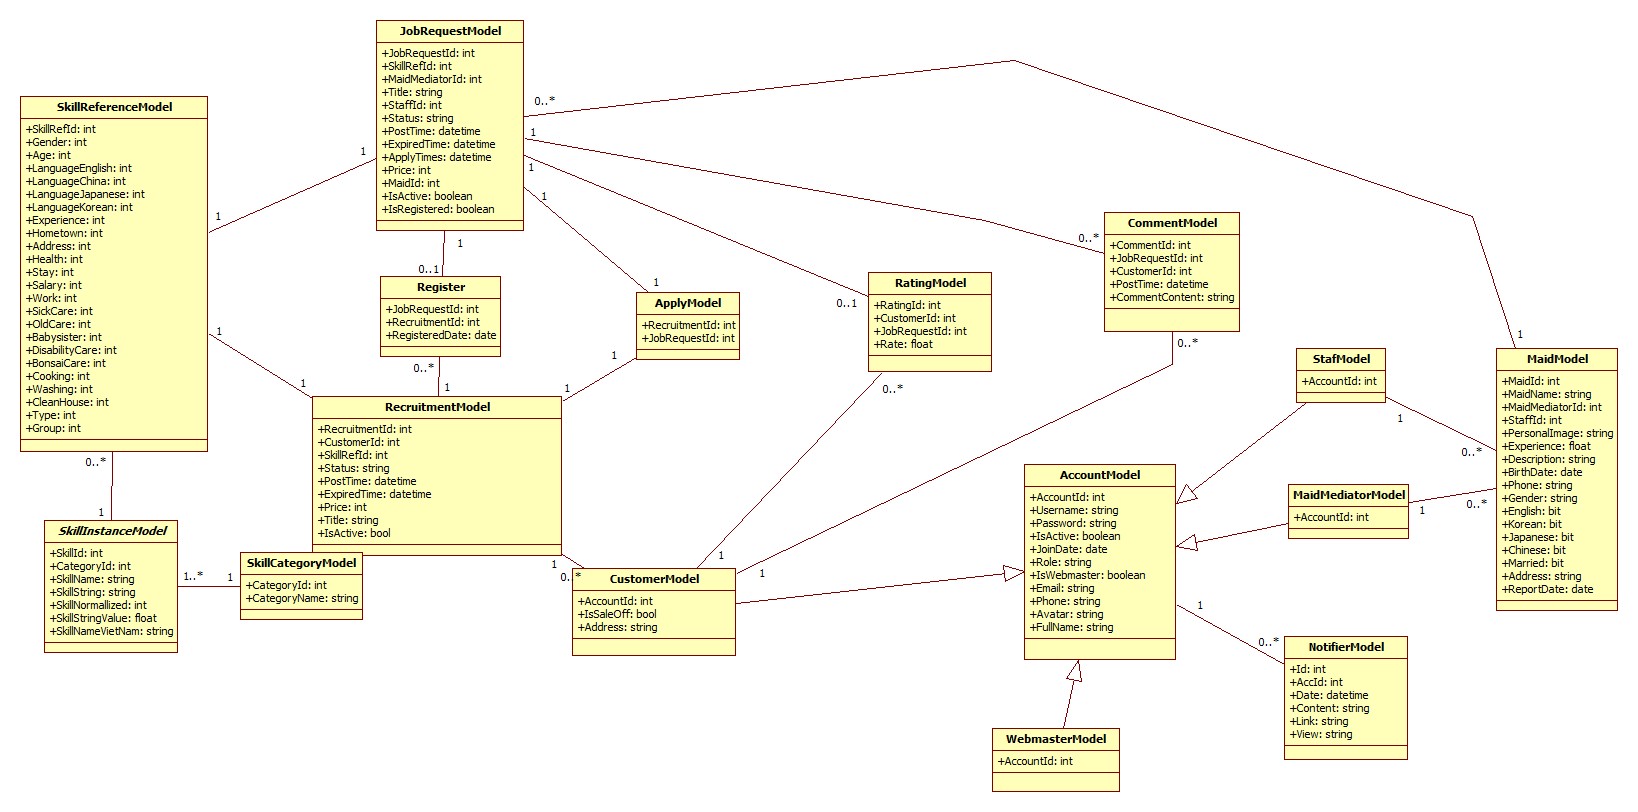 JobRequestModel
+JobRequestId: int
+SkillRefId: int
+MaidMediatorId: int
+Title: string
+StaffId: int
+Status: string
+PostTime: datetime
+ExpiredTime: datetime
+ApplyTimes: datetime
+Price: int
+MaidId: int
+IsActive: boolean
+IsRegistered: boolean
0..*
1
1
1
1
1
SkillReferenceModel
+SkillRefId: int
+Gender: int
+Age: int
+LanguageEnglish: int
+LanguageChina: int
+LanguageJapanese: int
+LanguageKorean: int
+Experience: int
+Hometown: int
+Address: int
+Health: int
+Stay: int
+Salary: int
+Work: int
+SickCare: int
+OldCare: int
+Babysister: int
+DisabilityCare: int
+BonsaiCare: int
+Cooking: int
+Washing: int
+CleanHouse: int
+Type: int
+Group: int
1
1
0..*
1
0..1
Register
+JobRequestId: int
+RecruitmentId: int
+RegisteredDate: date
0..*
1
1
ApplyModel
+RecruitmentId: int
+JobRequestId: int
1
1
0..1
RatingModel
+RatingId: int
+CustomerId: int
+JobRequestId: int
+Rate: float
0..*
0..*
CommentModel
+CommentId: int
+JobRequestId: int
+CustomerId: int
+PostTime: datetime
+CommentContent: string
0..*
1
MaidModel
+MaidId: int
+MaidName: string
+MaidMediatorId: int
+StaffId: int
+PersonalImage: string
+Experience: float
+Description: string
+BirthDate: date
+Phone: string
+Gender: string
+English: bit
+Korean: bit
+Japanese: bit
+Chinese: bit
+Married: bit
+Address: string
+ReportDate: date
StafModel
+AccountId: int
1
0..*
MaidMediatorModel
+AccountId: int
1
0..*
RecruitmentModel
+RecruitmentId: int
+CustomerId: int
+SkillRefId: int
+Status: string
+PostTime: datetime
+ExpiredTime: datetime
+Price: int
+Title: string
+IsActive: bool
1
0..*
1
SkillInstanceModel
+SkillId: int
+CategoryId: int
+SkillName: string
+SkillString: string
+SkillNormallized: int
+SkillStringValue: float
+SkillNameVietNam: string
1..*
1
SkillCategoryModel
+CategoryId: int
+CategoryName: string
CustomerModel
+AccountId: int
+IsSaleOff: bool
+Address: string
1
1
AccountModel
+AccountId: int
+Username: string
+Password: string
+IsActive: boolean
+JoinDate: date
+Role: string
+IsWebmaster: boolean
+Email: string
+Phone: string
+Avatar: string
+FullName: string
1
0..*
NotifierModel
+Id: int
+AccId: int
+Date: datetime
+Content: string
+Link: string
+View: string
WebmasterModel
+AccountId: int